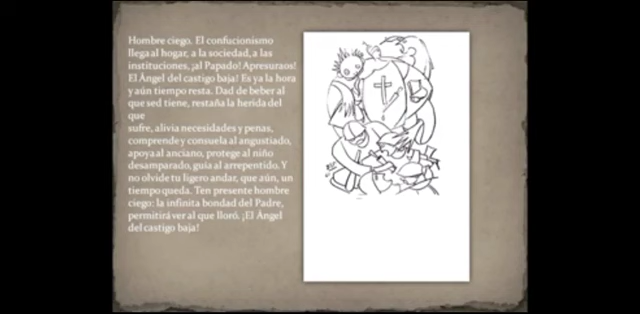 Hombre ciego. El confucionismo
llega al hogar, a la sociedad, a las
instituciones, ¡al Papado! Apresuraos!
El Ángel del castigo baja! Es ya la hora
y aún tiempo resta. Dad de beber al
que sed tiene, restaña la herida del
que
sufre, alivia necesidades y penas,
comprende y consuela al angustiado,
apoya al anciano, protege al niño
desamparado, guía al arrepentido. Y
no olvide tu ligero andar, que aún, un
tiempo queda. Ten presente hombre
ciego: la infinita bondad del Padre,
permitirá ver al que lloró. ¡El Ángel
del castigo baja!